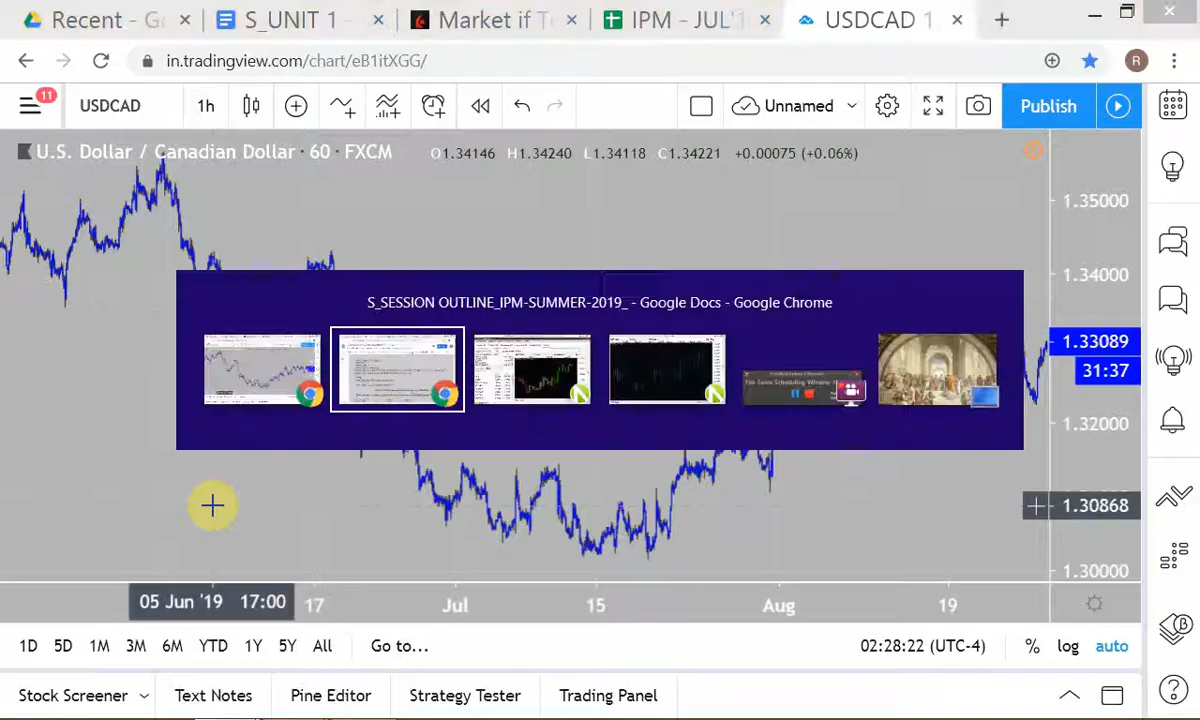 Recent - G
S_UNIT 1 -
Market if T
IPM - JUL'1
USDCAD 1
in.tradingview.com/chart/eB1itXGG/
R
11
USDCAD
1h
Unnamed
Publish
U.S. Dollar / Canadian Dollar · 60 · FXCM
O1.34146 H1.34240 L1.34118 C1.34221 +0.00075 (+0.06%)
1.35000
1.34000
S_SESSION OUTLINE_IPM-SUMMER-2019_ - Google Docs - Google Chrome
1.33089
31:37
1.32000
1.30868
1.30000
05 Jun '19 17:00
17
Jul
15
Aug
19
1D 5D 1M 3M 6M YTD 1Y 5Y All Go to...
02:28:22 (UTC-4)
% log auto
Stock Screener
Text Notes
Pine Editor
Strategy Tester
Trading Panel